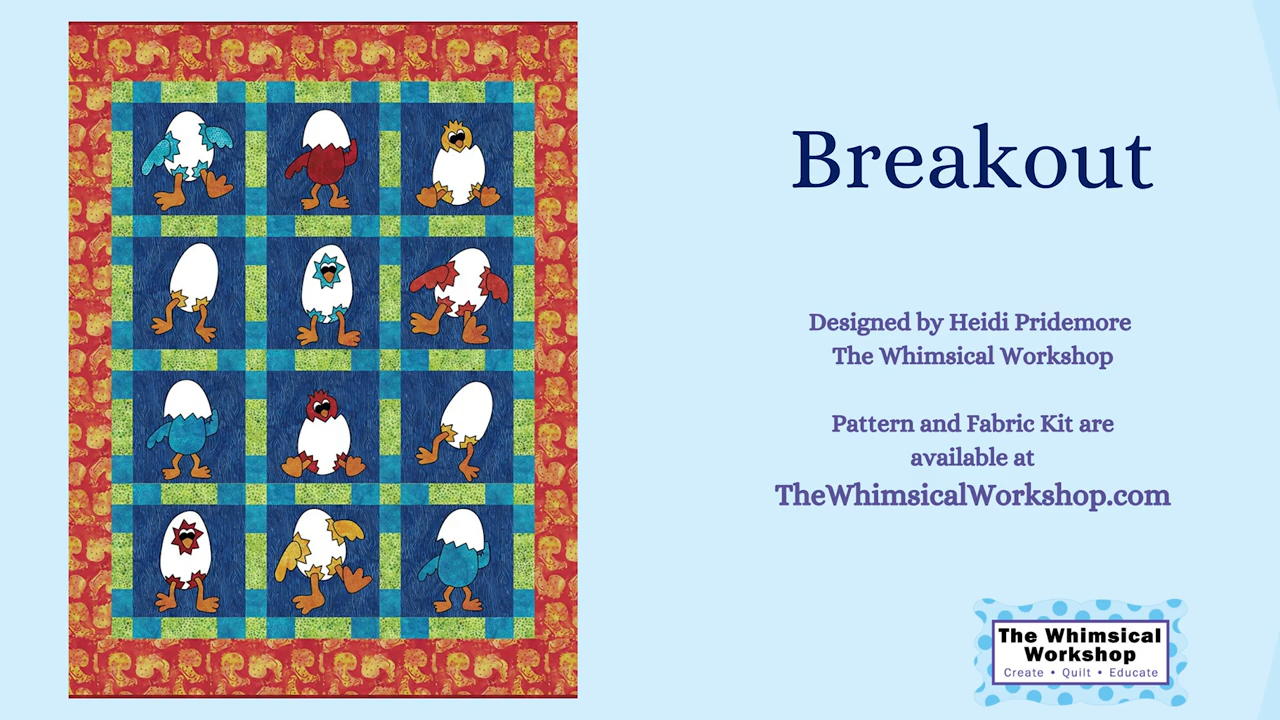 Breakout
Designed by Heidi Pridemore
The Whimsical Workshop
Pattern and Fabric Kit are
available at
TheWhimsicalWorkshop.com
The Whimsical
Workshop
Create • Quilt • Educate